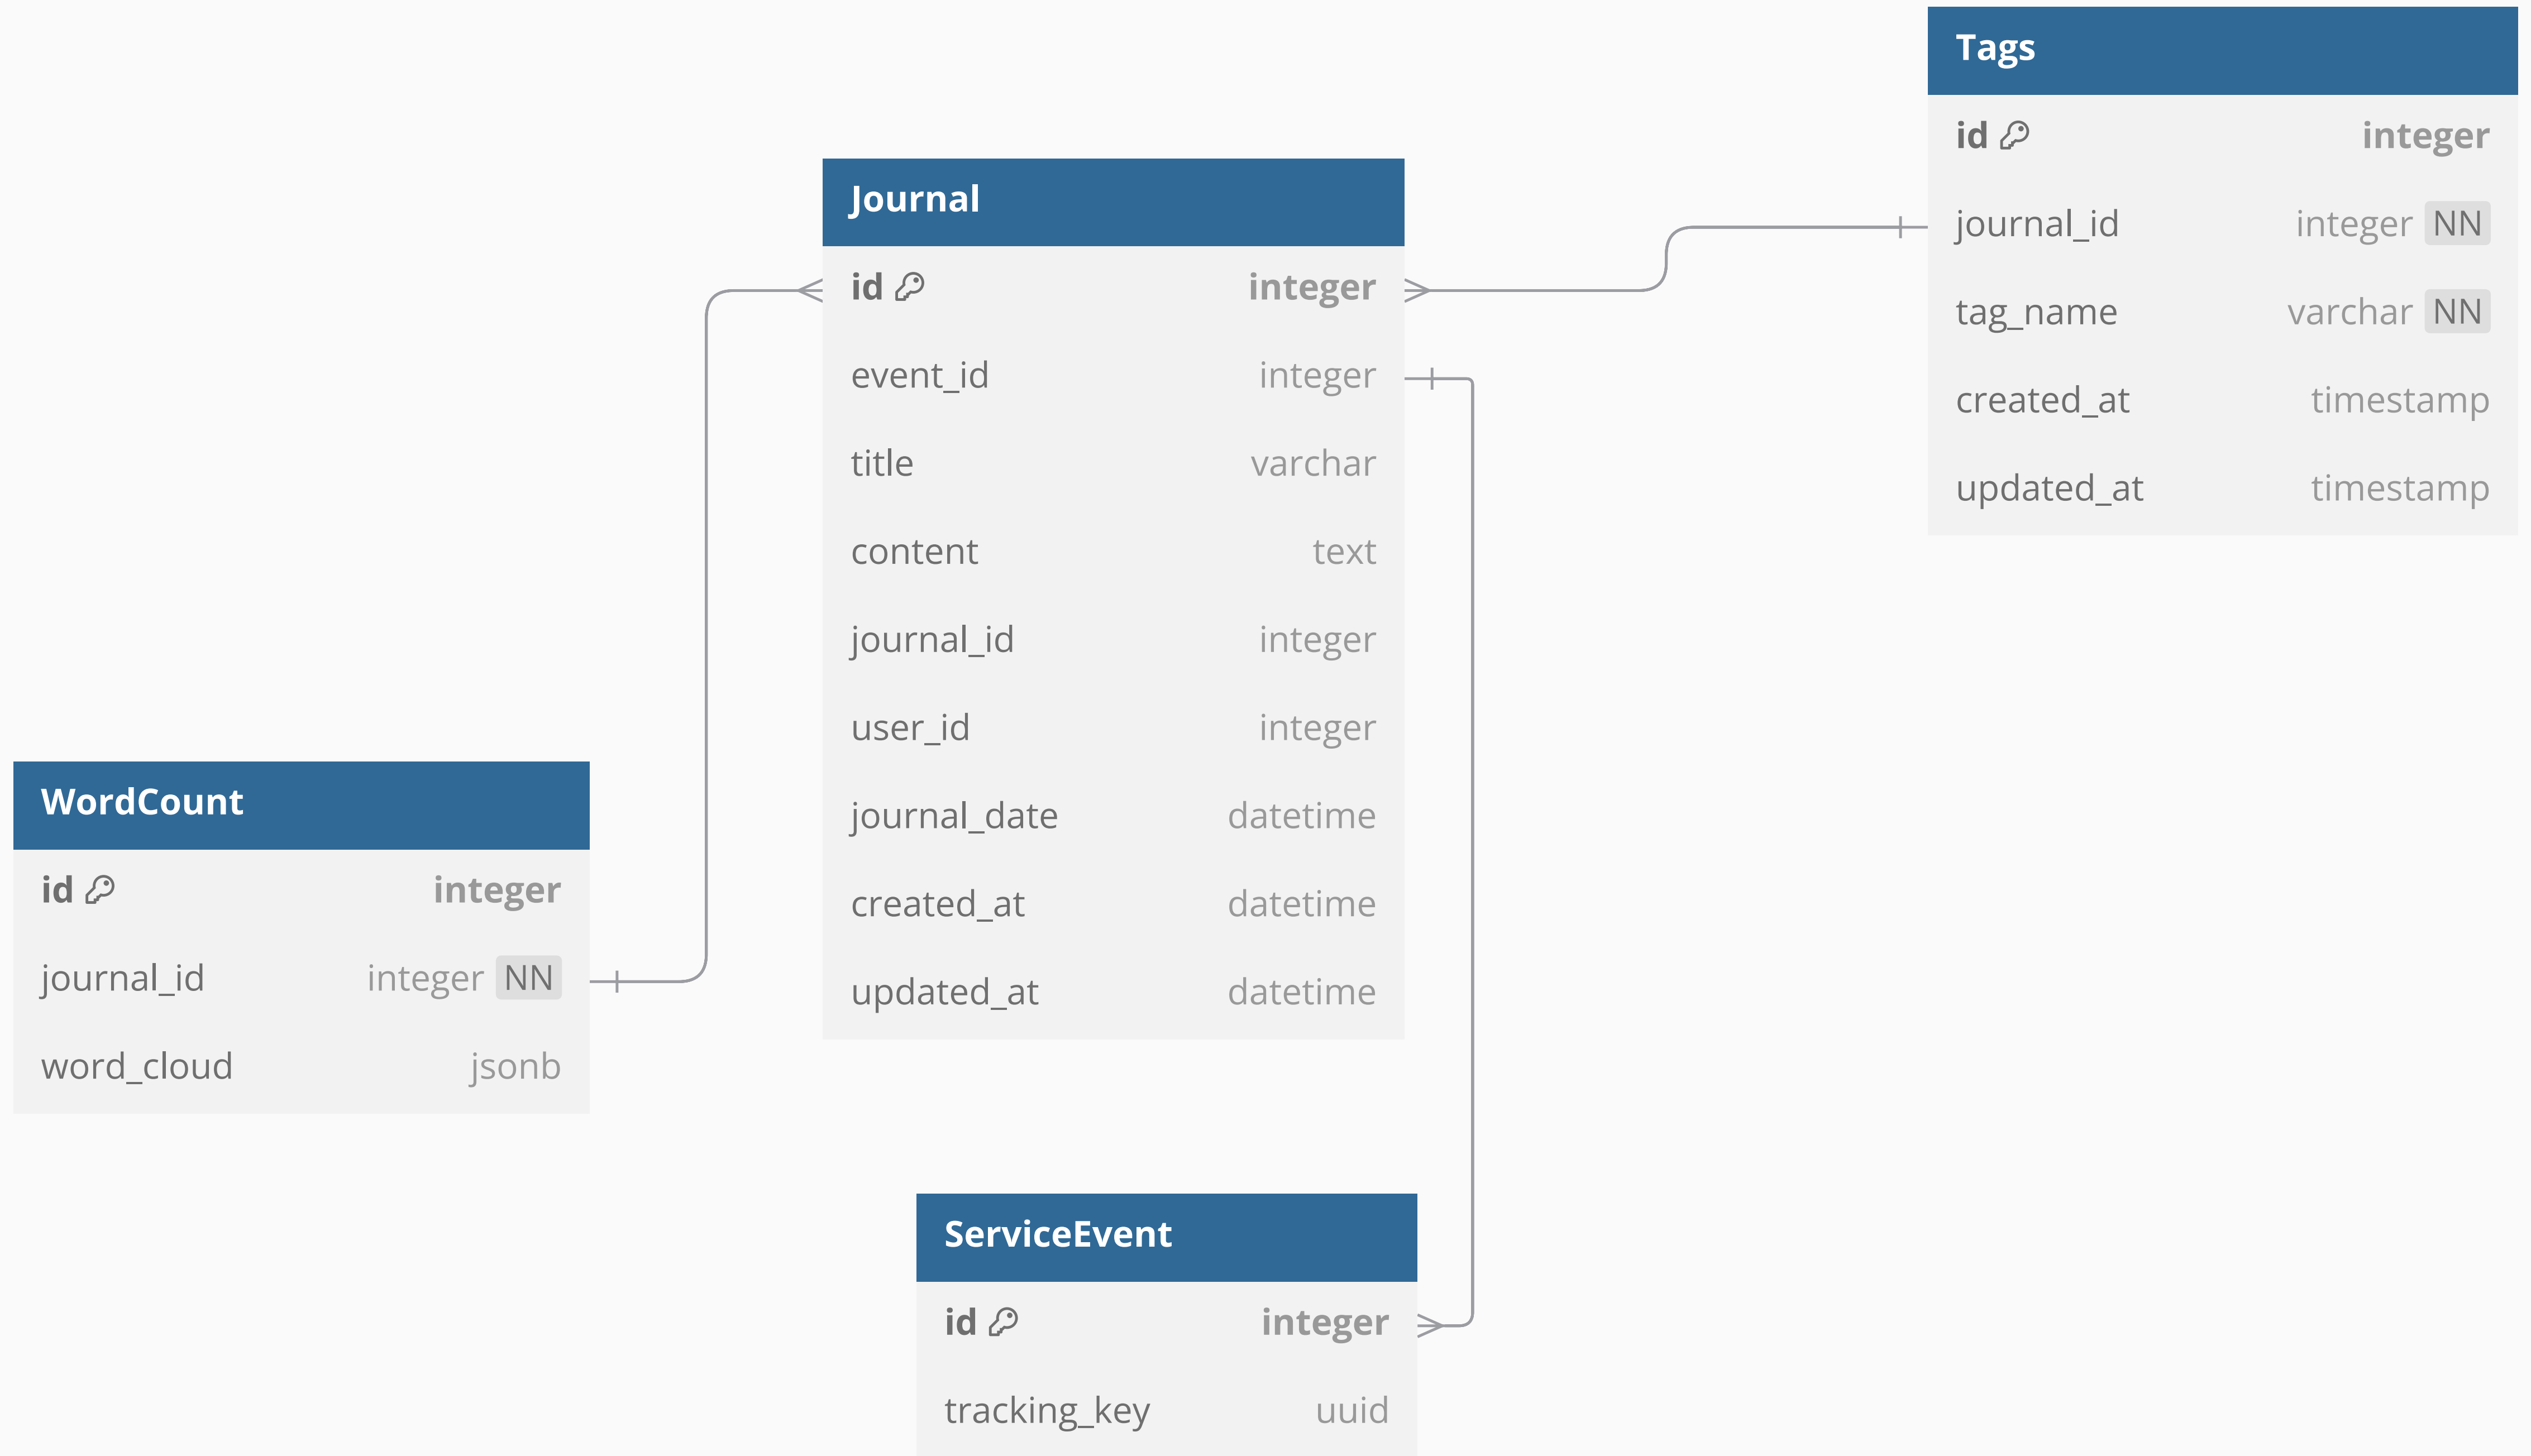 Tags
id integer
journal_id integer NN
tag_name varchar NN
created_at timestamp
updated_at timestamp
Journal
id integer
event_id integer
title varchar
content text
journal_id integer
user_id integer
journal_date datetime
created_at datetime
updated_at datetime
WordCount
id integer
journal_id integer NN
word_cloud jsonb
ServiceEvent
id integer
tracking_key uuid